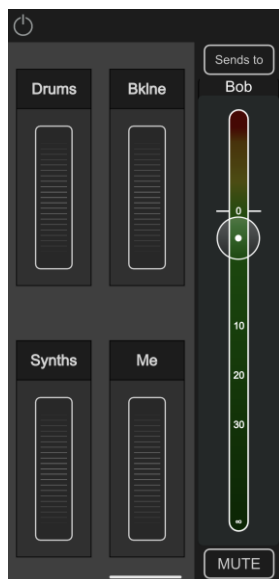 Sends to
Bob
Drums
Bklne
0
10
20
30
∞
Synths
Me
MUTE